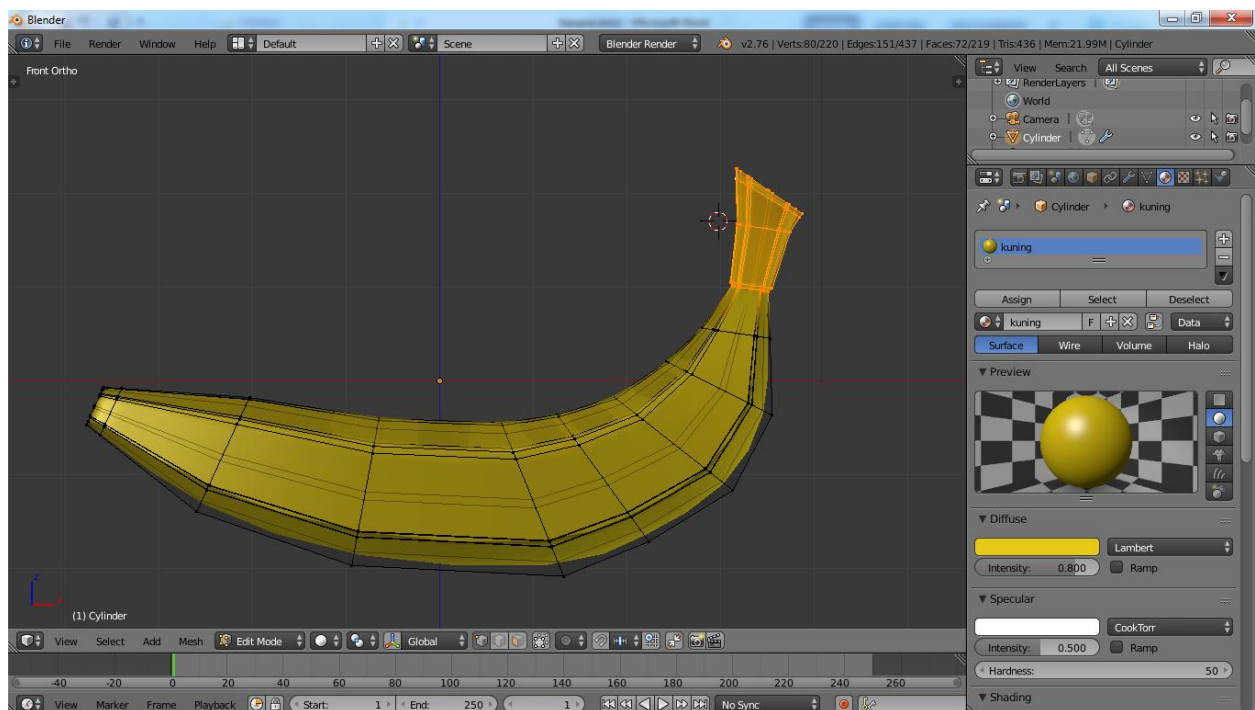 Blender
File Render Window Help Default Scene Blender Render v2.76 | Verts:80/220 | Edges:151/437 | Faces:72/219 | Tris:436 | Mem:21.99M | Cylinder
Front Ortho
View Search All Scenes
RenderLayers
World
Camera
Cylinder
Cylinder kuning
kuning
Assign Select Deselect
kuning F Data
Surface Wire Volume Halo
Preview
Diffuse
Lambert
Intensity: 0.800 Ramp
Specular
CookTorr
Intensity: 0.500 Ramp
Hardness: 50
Shading
z
x
(1) Cylinder
View Select Add Mesh Edit Mode Global
-40 -20 0 20 40 60 80 100 120 140 160 180 200 220 240 260
View Marker Frame Playback Start: 1 End: 250 1 No Sync